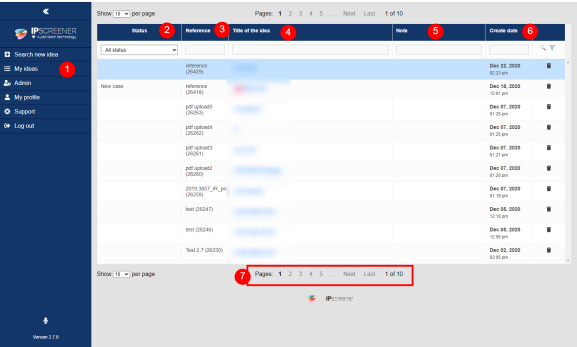 Show 10 per page Pages: 1 2 3 4 5 ... Next Last 1 of 10
IPSCREENER
Autodidact technology
Search new idea
My ideas 1
Admin
My profile
Support
Log out
Version 2.7.0
Status 2 Reference 3 Title of the idea 4 Note 5 Create date 6
All status
reference Dec 22, 2020
(26429) 02:23 pm
New case reference Dec 18, 2020
(26418) 12:01 pm
pdf upload5 Dec 07, 2020
(26263) 01:26 pm
pdf upload4 Dec 07, 2020
(26262) 01:25 pm
pdf upload3 Dec 07, 2020
(26261) 01:21 pm
pdf upload2 Dec 07, 2020
(26260) 01:20 pm
2019.3857_IR_pri Dec 07, 2020
(26259) 01:19 pm
test (26247) Dec 05, 2020
12:18 pm
test (26246) Dec 05, 2020
12:09 pm
Test 2 7 (26230) Dec 02, 2020
03:05 pm
Show 10 per page 7 Pages: 1 2 3 4 5 ... Next Last 1 of 10
IPscreener